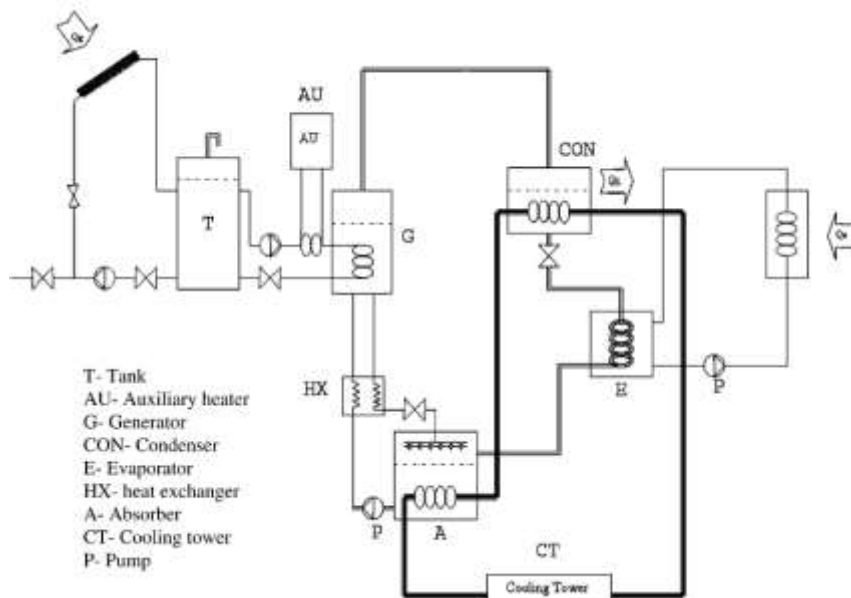 AU
AU
CON
T
G
HX
E
P
P
A
CT
Cooling Tower
T- Tank
AU- Auxiliary heater
G- Generator
CON- Condenser
E- Evaporator
HX- heat exchanger
A- Absorber
CT- Cooling tower
P- Pump